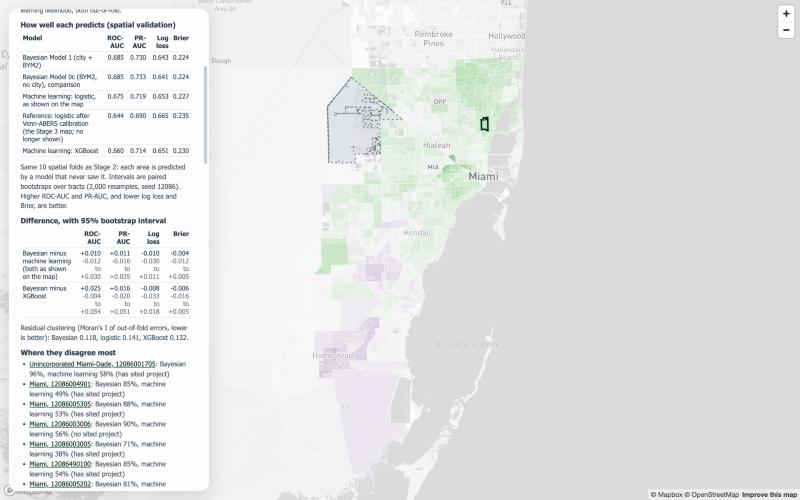 learning likelihood, both out-of-fold.
How well each predicts (spatial validation)
Model ROC-AUC PR-AUC Log loss Brier
Bayesian Model 1 (city + BYM2) 0.685 0.730 0.643 0.224
Bayesian Model 0c (BYM2, no city), comparison 0.685 0.733 0.641 0.224
Machine learning: logistic, as shown on the map 0.675 0.719 0.653 0.227
Reference: logistic after Venn-ABERS calibration (the Stage 3 map; no longer shown) 0.644 0.690 0.665 0.235
Machine learning: XGBoost 0.660 0.714 0.651 0.230
Same 10 spatial folds as Stage 2: each area is predicted
by a model that never saw it. Intervals are paired
bootstraps over tracts (2,000 resamples, seed 12086).
Higher ROC-AUC and PR-AUC, and lower log loss and
Brier, are better.
Difference, with 95% bootstrap interval
ROC-AUC PR-AUC Log loss Brier
Bayesian minus machine learning (both as shown on the map) +0.010 -0.012 to +0.030 +0.011 -0.016 to +0.035 -0.010 -0.030 to +0.011 -0.004 -0.012 to +0.005
Bayesian minus XGBoost +0.025 -0.004 to +0.054 +0.016 -0.020 to +0.051 -0.008 -0.033 to +0.018 -0.006 -0.016 to +0.005
Residual clustering (Moran's I of out-of-fold errors, lower
is better): Bayesian 0.118, logistic 0.141, XGBoost 0.132.
Where they disagree most
• Unincorporated Miami-Dade, 12086001705: Bayesian
96%, machine learning 58% (has sited project)
• Miami, 12086004901: Bayesian 85%, machine
learning 49% (has sited project)
• Miami, 12086005305: Bayesian 88%, machine
learning 53% (has sited project)
• Miami, 12086003006: Bayesian 90%, machine
learning 56% (no sited project)
• Miami, 12086003005: Bayesian 71%, machine
learning 38% (has sited project)
• Miami, 12086490100: Bayesian 85%, machine
learning 54% (has sited project)
• Miami, 12086005202: Bayesian 81%, machine
Water Conservation
Area 3A
FLL
Pembroke
Pines
Hollywood
Hallandale
Beach
Slough
OPF
Hialeah
MIA
Miami
Kendall
Biscayne National Park
Homestead
+
−
© Mapbox © OpenStreetMap Improve this map